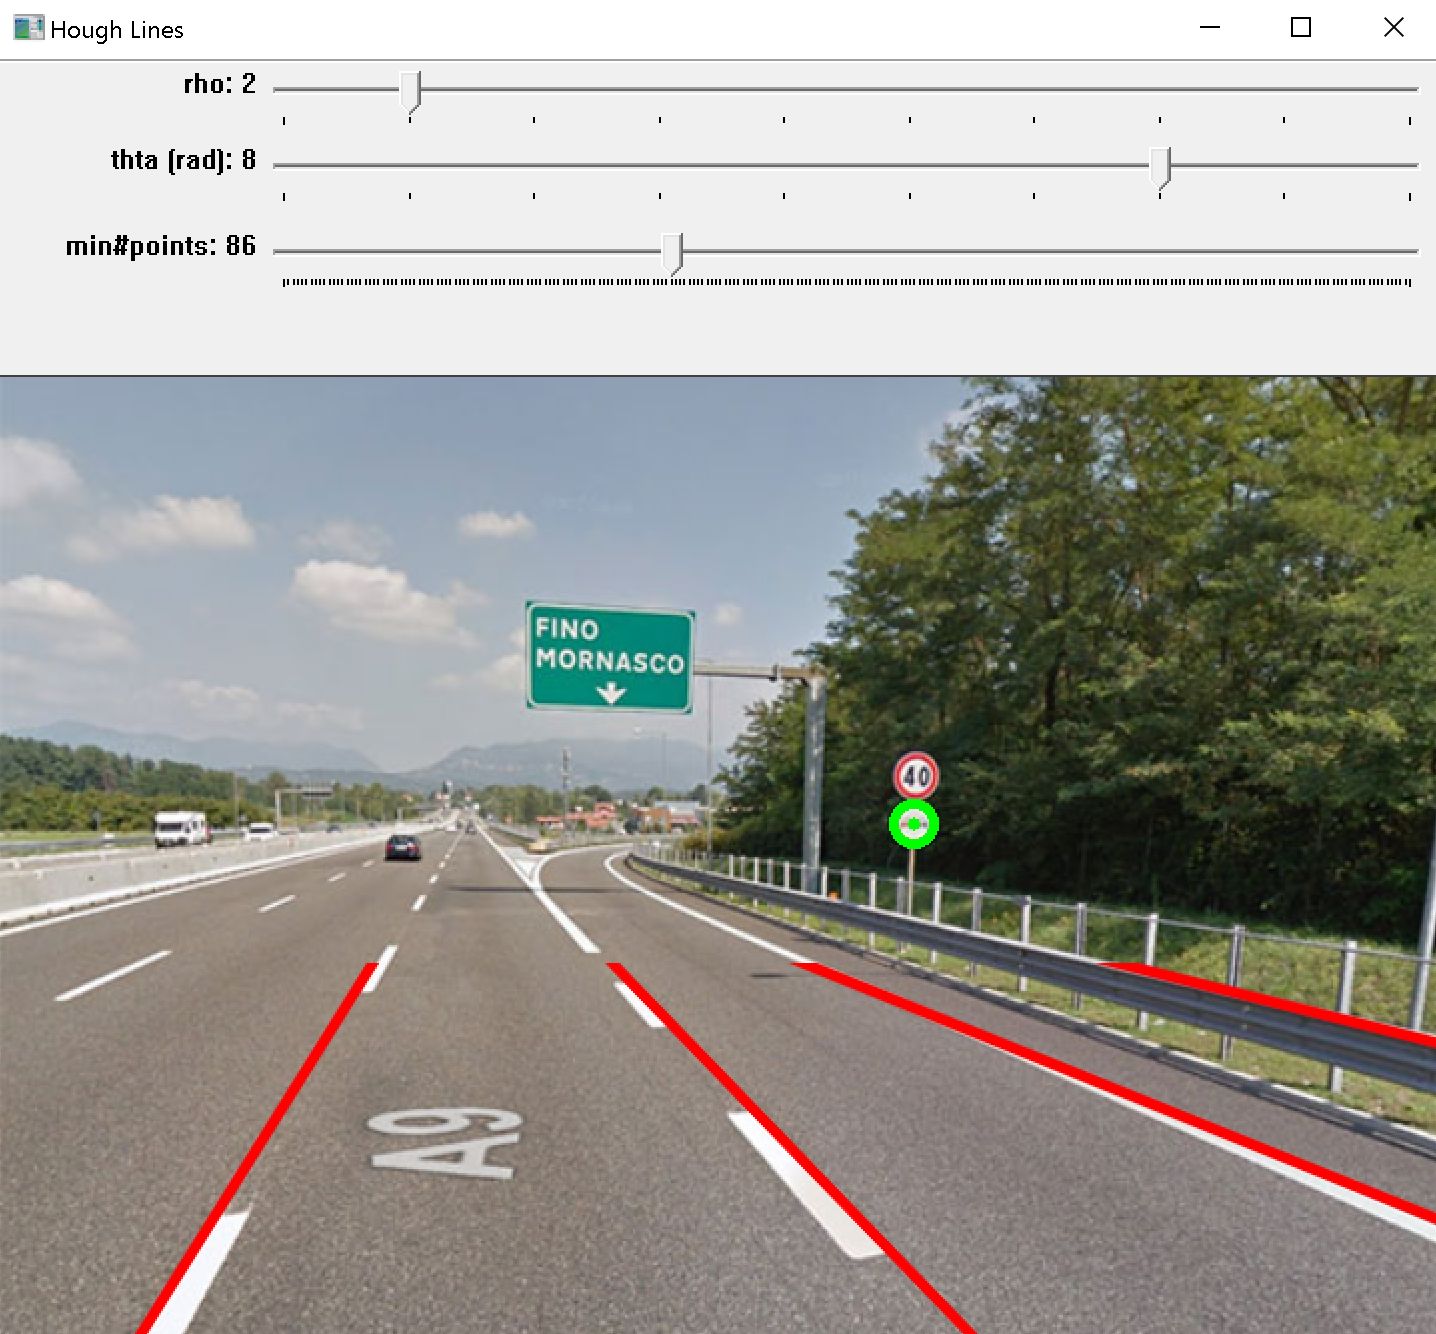 Hough Lines
rho: 2
thta (rad): 8
min#points: 86
FINO
MORNASCO
40
A9